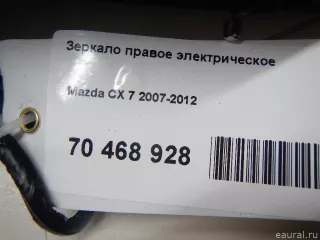 Зеркало правое электрическое
Mazda CX 7 2007-2012
70 468 928
eaural.ru